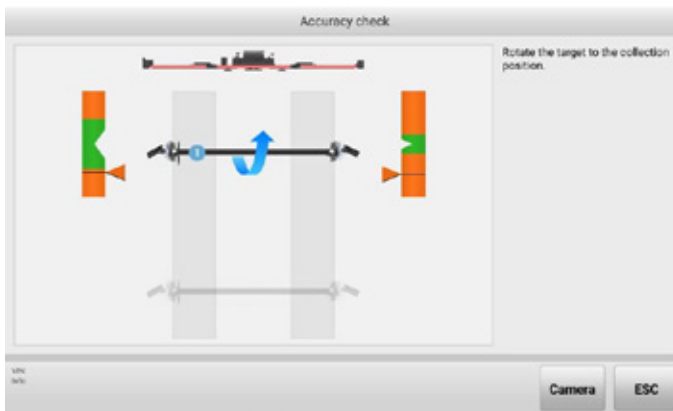 Accuracy check
Rotate the target to the collection
position.
Camera
ESC